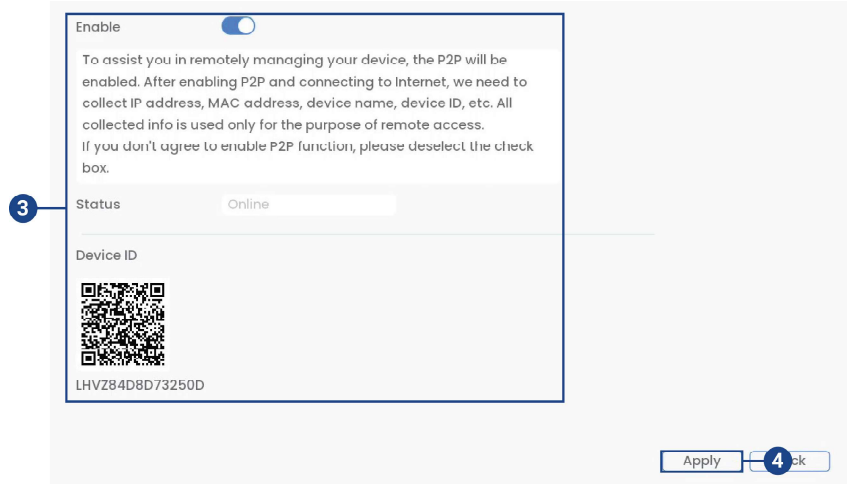 Enable
To assist you in remotely managing your device, the P2P will be
enabled. After enabling P2P and connecting to Internet, we need to
collect IP address, MAC address, device name, device ID, etc. All
collected info is used only for the purpose of remote access.
If you don't agree to enable P2P function, please deselect the check
box.
3
Status Online
Device ID
LHVZ84D8D73250D
Apply 4 ck